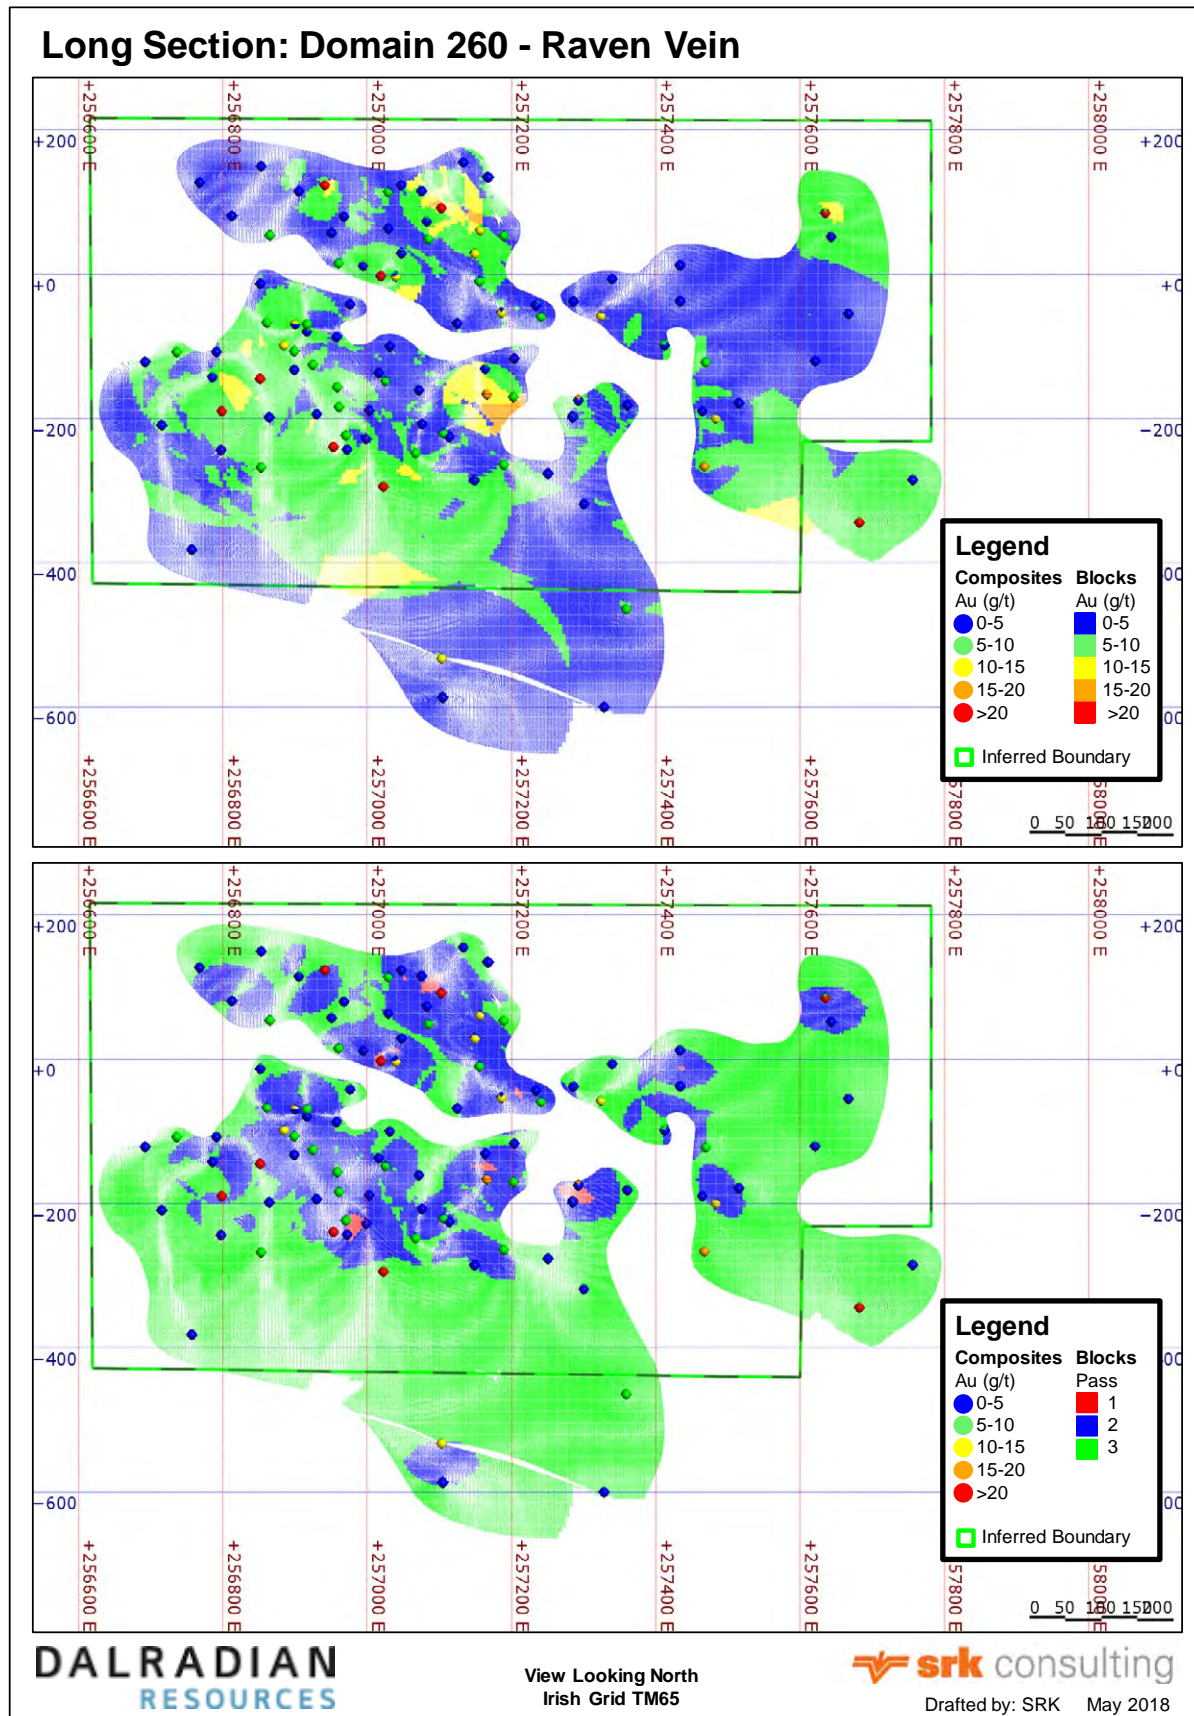 Long Section: Domain 260 - Raven Vein
+256600 E
+256800 E
+257000 E
+257200 E
+257400 E
+257600 E
+257800 E
+258000 E
+200
+200
+0
+0
-200
-200
-400
-600
+256600 E
+256800 E
+257000 E
+257200 E
+257400 E
+257600 E
Legend
Composites Blocks
Au (g/t) Au (g/t)
0-5 0-5
5-10 5-10
10-15 10-15
15-20 15-20
>20 >20
Inferred Boundary
0 50 100 150 200
+256600 E
+256800 E
+257000 E
+257200 E
+257400 E
+257600 E
+257800 E
+258000 E
+200
+200
+0
+0
-200
-200
-400
-600
+256600 E
+256800 E
+257000 E
+257200 E
+257400 E
+257600 E
Legend
Composites Blocks
Au (g/t) Pass
0-5 1
5-10 2
10-15 3
15-20
>20
Inferred Boundary
0 50 100 150 200
DALRADIAN
RESOURCES
View Looking North
Irish Grid TM65
srk consulting
Drafted by: SRK May 2018